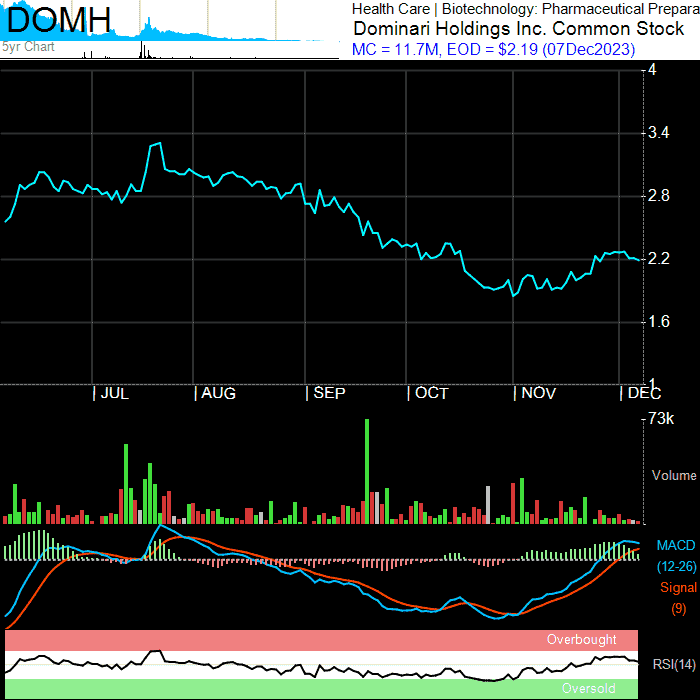 DOMH
5yr Chart
Health Care | Biotechnology: Pharmaceutical Prepara
Dominari Holdings Inc. Common Stock
MC = 11.7M, EOD = $2.19 (07Dec2023)
4
3.4
2.8
2.2
1.6
1
| JUL | AUG | SEP | OCT | NOV | DEC
73k
Volume
MACD
(12-26)
Signal
(9)
Overbought
RSI(14)
Oversold